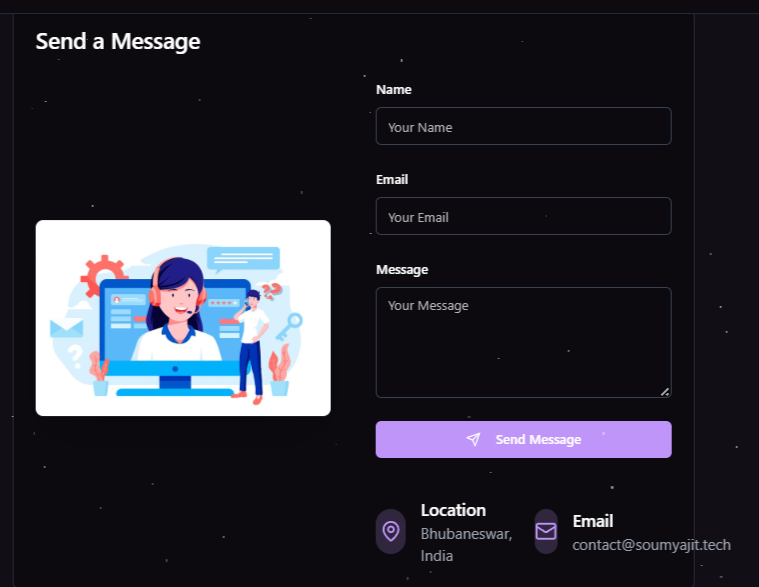 Send a Message
Name
Your Name
Email
Your Email
Message
Your Message
Send Message
Location
Bhubaneswar,
India
Email
contact@soumyajit.tech